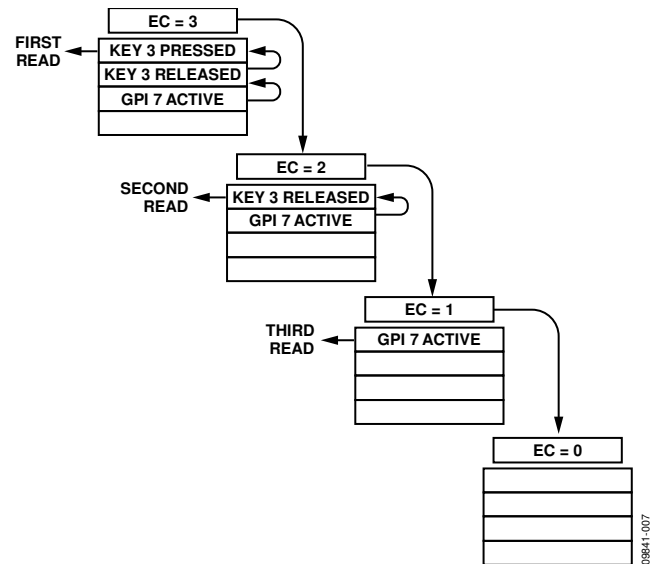 EC = 3
FIRST
READ
KEY 3 PRESSED
KEY 3 RELEASED
GPI 7 ACTIVE
EC = 2
SECOND
READ
KEY 3 RELEASED
GPI 7 ACTIVE
EC = 1
THIRD
READ
GPI 7 ACTIVE
EC = 0
09841-007